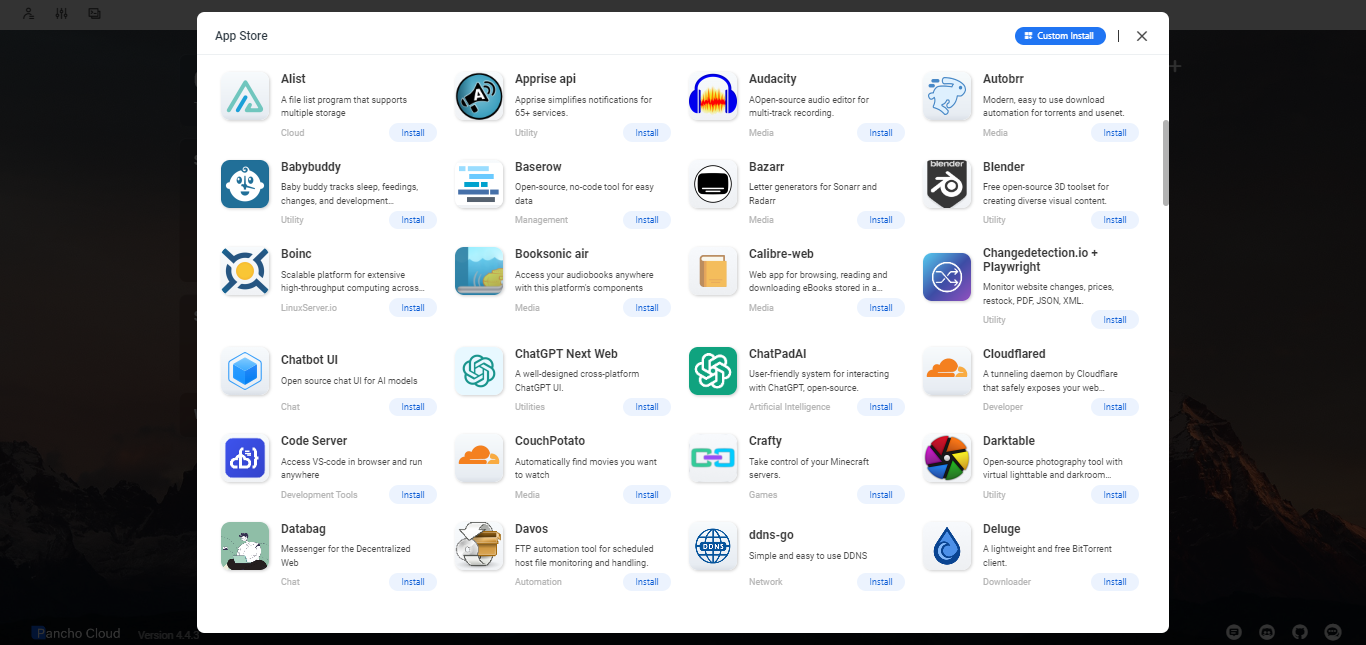 App Store
Custom Install
Alist
A file list program that supports
multiple storage
Cloud
Install
Apprise api
Apprise simplifies notifications for
65+ services.
Utility
Install
Audacity
AOpen-source audio editor for
multi-track recording.
Media
Install
Autobrr
Modern, easy to use download
automation for torrents and usenet.
Media
Install
Babybuddy
Baby buddy tracks sleep, feedings,
changes, and development...
Utility
Install
Baserow
Open-source, no-code tool for easy
data
Management
Install
Bazarr
Letter generators for Sonarr and
Radarr
Media
Install
blender
Blender
Free open-source 3D toolset for
creating diverse visual content.
Utility
Install
Boinc
Scalable platform for extensive
high-throughput computing across...
LinuxServer.io
Install
Booksonic air
Access your audiobooks anywhere
with this platform's components
Media
Install
Calibre-web
Web app for browsing, reading and
downloading eBooks stored in a...
Media
Install
Changedetection.io +
Playwright
Monitor website changes, prices,
restock, PDF, JSON, XML.
Utility
Install
Chatbot UI
Open source chat UI for AI models
Chat
Install
ChatGPT Next Web
A well-designed cross-platform
ChatGPT UI.
Utilities
Install
ChatPadAI
User-friendly system for interacting
with ChatGPT, open-source.
Artificial Intelligence
Install
Cloudflared
A tunneling daemon by Cloudflare
that safely exposes your web...
Developer
Install
Code Server
Access VS-code in browser and run
anywhere
Development Tools
Install
CouchPotato
Automatically find movies you want
to watch
Media
Install
Crafty
Take control of your Minecraft
servers.
Games
Install
Darktable
Open-source photography tool with
virtual lighttable and darkroom...
Utility
Install
Databag
Messenger for the Decentralized
Web
Chat
Install
Davos
FTP automation tool for scheduled
host file monitoring and handling.
Automation
Install
DDNS
ddns-go
Simple and easy to use DDNS
Network
Install
Deluge
A lightweight and free BitTorrent
client.
Downloader
Install
Pancho Cloud
Version 4.4.3